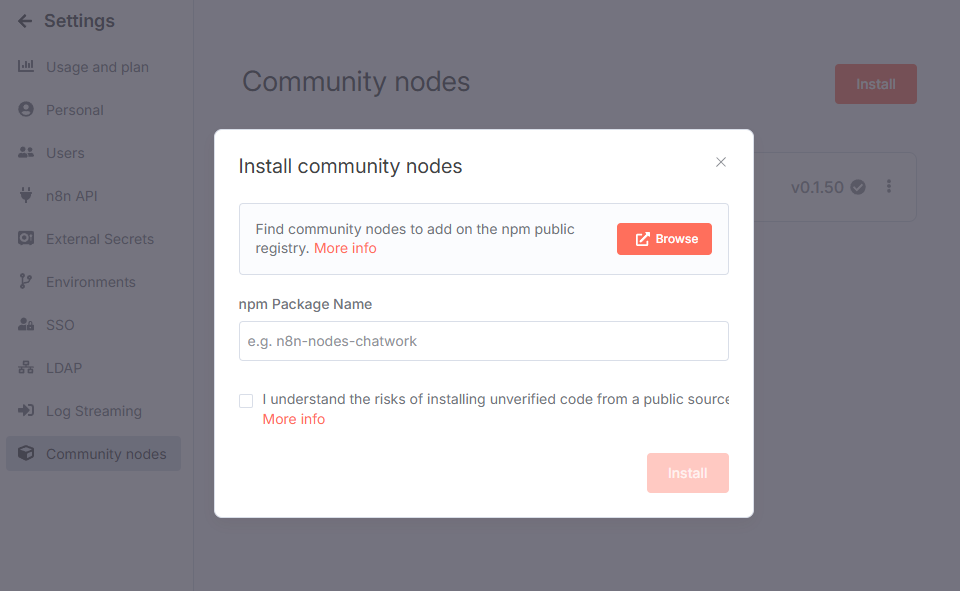 Settings
Usage and plan
Personal
Users
n8n API
External Secrets
Environments
SSO
LDAP
Log Streaming
Community nodes
Community nodes
Install
v0.1.50
Install community nodes
Find community nodes to add on the npm public
registry. More info
Browse
npm Package Name
e.g. n8n-nodes-chatwork
I understand the risks of installing unverified code from a public source
More info
Install